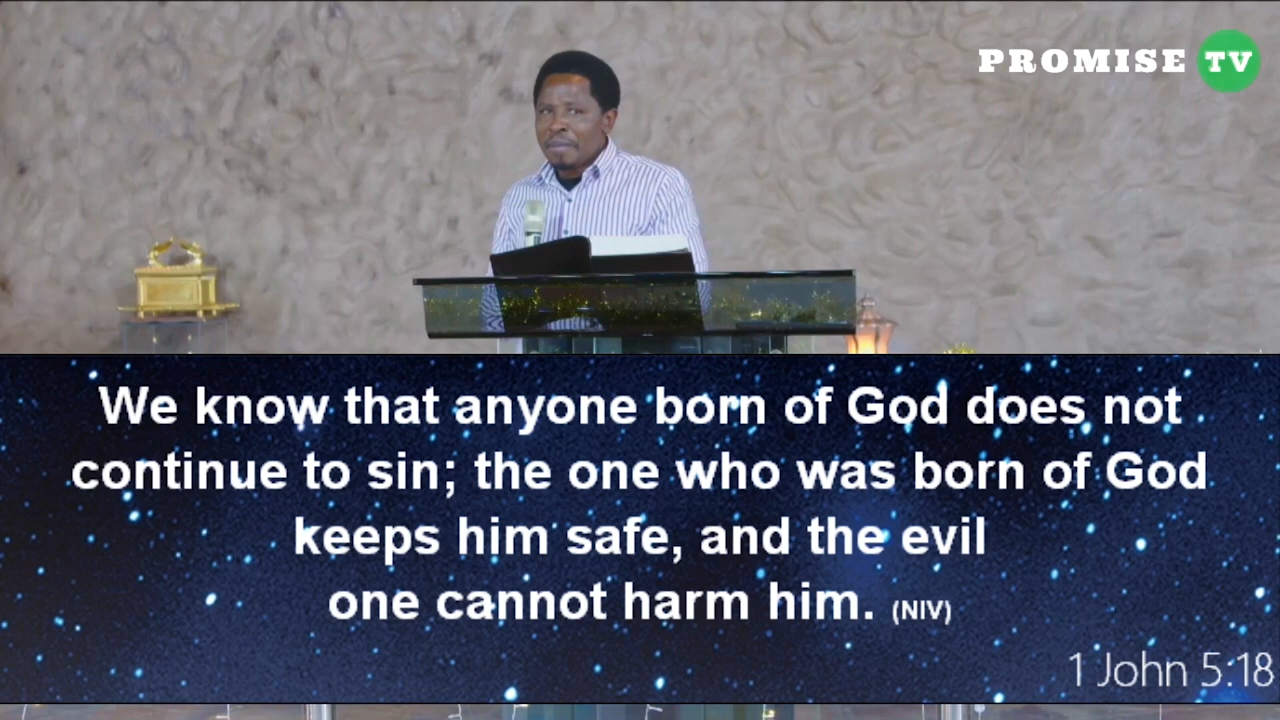 PROMISE TV
We know that anyone born of God does not
continue to sin; the one who was born of God
keeps him safe, and the evil
one cannot harm him. (NIV)
1 John 5:18